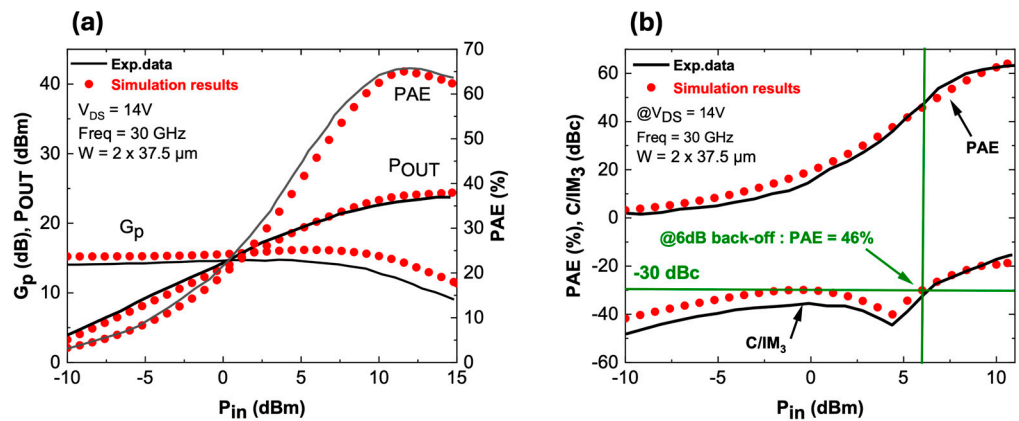 (a)
G_p (dB), P_OUT (dBm)
40
30
20
10
0
Exp.data
Simulation results
V_DS = 14V
Freq = 30 GHz
W = 2 x 37.5 µm
PAE
P_OUT
G_p
70
60
50
40
30
20
10
0
PAE (%)
-10
-5
0
5
10
15
P_in (dBm)
(b)
PAE (%), C/IM_3 (dBc)
60
40
20
0
-20
-40
-60
Exp.data
Simulation results
@V_DS = 14V
Freq = 30 GHz
W = 2 x 37.5 µm
PAE
@6dB back-off : PAE = 46%
-30 dBc
C/IM_3
-10
-5
0
5
10
P_in (dBm)